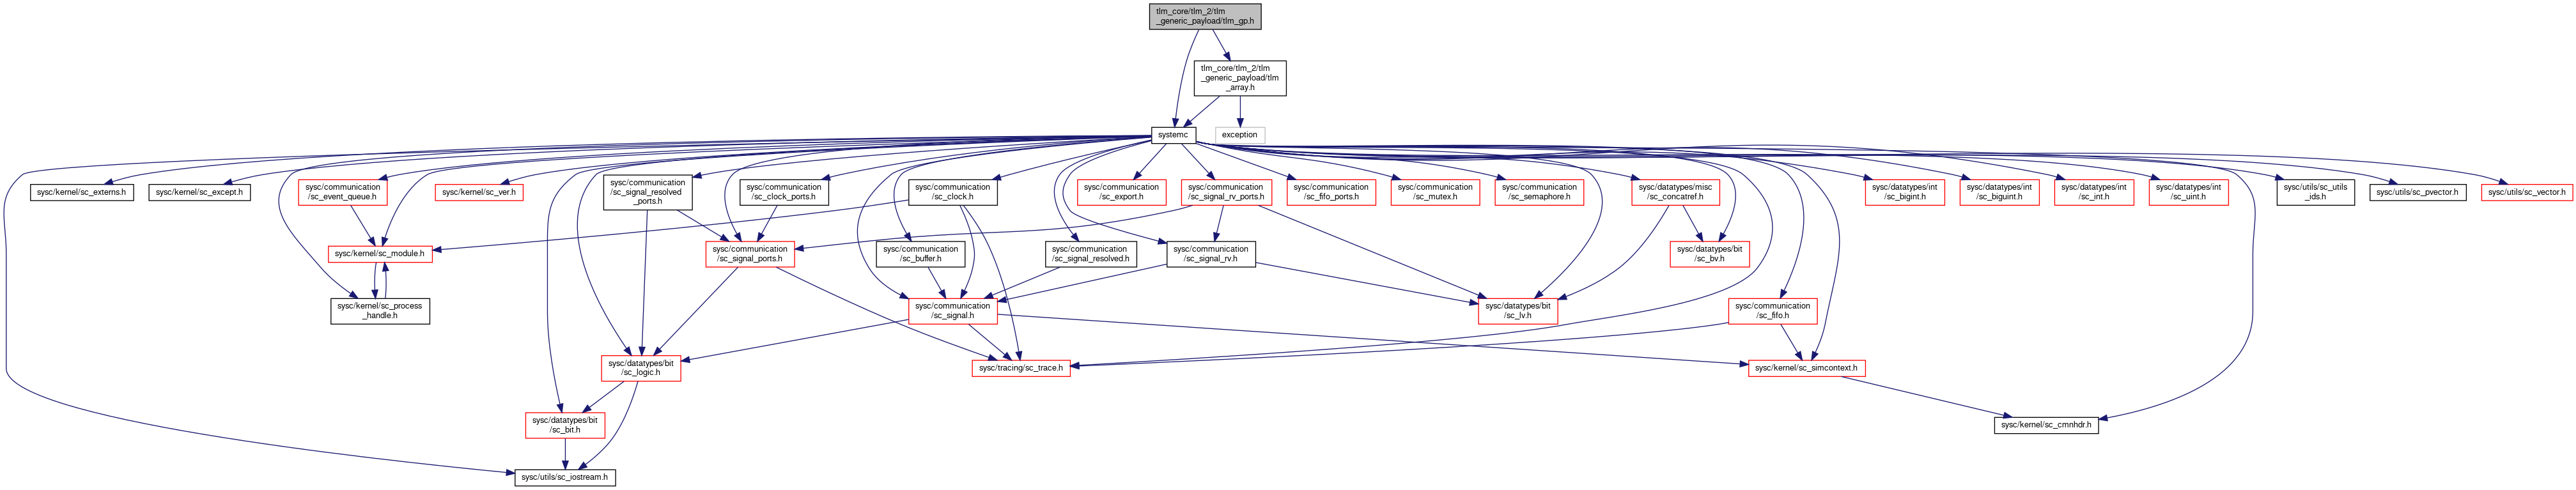 tlm_core/tlm_2/tlm
_generic_payload/tlm_gp.h
tlm_core/tlm_2/tlm
_generic_payload/tlm
_array.h
systemc
exception
sysc/kernel/sc_externs.h
sysc/kernel/sc_except.h
sysc/communication
/sc_event_queue.h
sysc/kernel/sc_ver.h
sysc/communication
/sc_signal_resolved
_ports.h
sysc/communication
/sc_clock_ports.h
sysc/communication
/sc_clock.h
sysc/communication
/sc_export.h
sysc/communication
/sc_signal_rv_ports.h
sysc/communication
/sc_fifo_ports.h
sysc/communication
/sc_mutex.h
sysc/communication
/sc_semaphore.h
sysc/datatypes/misc
/sc_concatref.h
sysc/datatypes/int
/sc_bigint.h
sysc/datatypes/int
/sc_biguint.h
sysc/datatypes/int
/sc_int.h
sysc/datatypes/int
/sc_uint.h
sysc/utils/sc_utils
_ids.h
sysc/utils/sc_pvector.h
sysc/utils/sc_vector.h
sysc/kernel/sc_module.h
sysc/communication
/sc_signal_ports.h
sysc/communication
/sc_buffer.h
sysc/communication
/sc_signal_resolved.h
sysc/communication
/sc_signal_rv.h
sysc/datatypes/bit
/sc_bv.h
sysc/kernel/sc_process
_handle.h
sysc/communication
/sc_signal.h
sysc/datatypes/bit
/sc_lv.h
sysc/communication
/sc_fifo.h
sysc/datatypes/bit
/sc_logic.h
sysc/tracing/sc_trace.h
sysc/kernel/sc_simcontext.h
sysc/datatypes/bit
/sc_bit.h
sysc/kernel/sc_cmnhdr.h
sysc/utils/sc_iostream.h